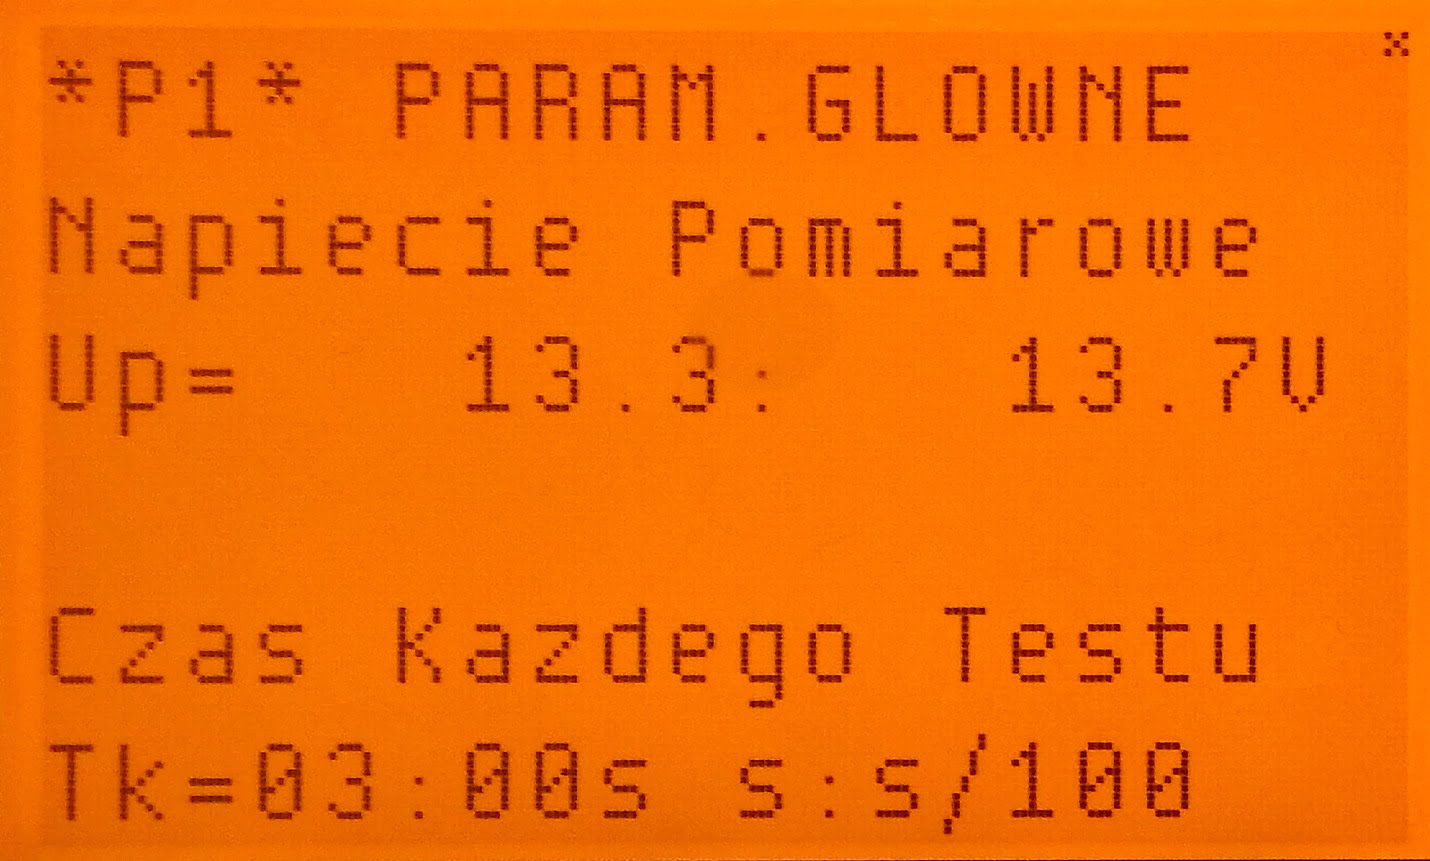 *P1* PARAM.GLOWNE
Napiecie Pomiarowe
Up= 13.3: 13.7V
Czas Kazdego Testu
Tk=03:00s s:s/100